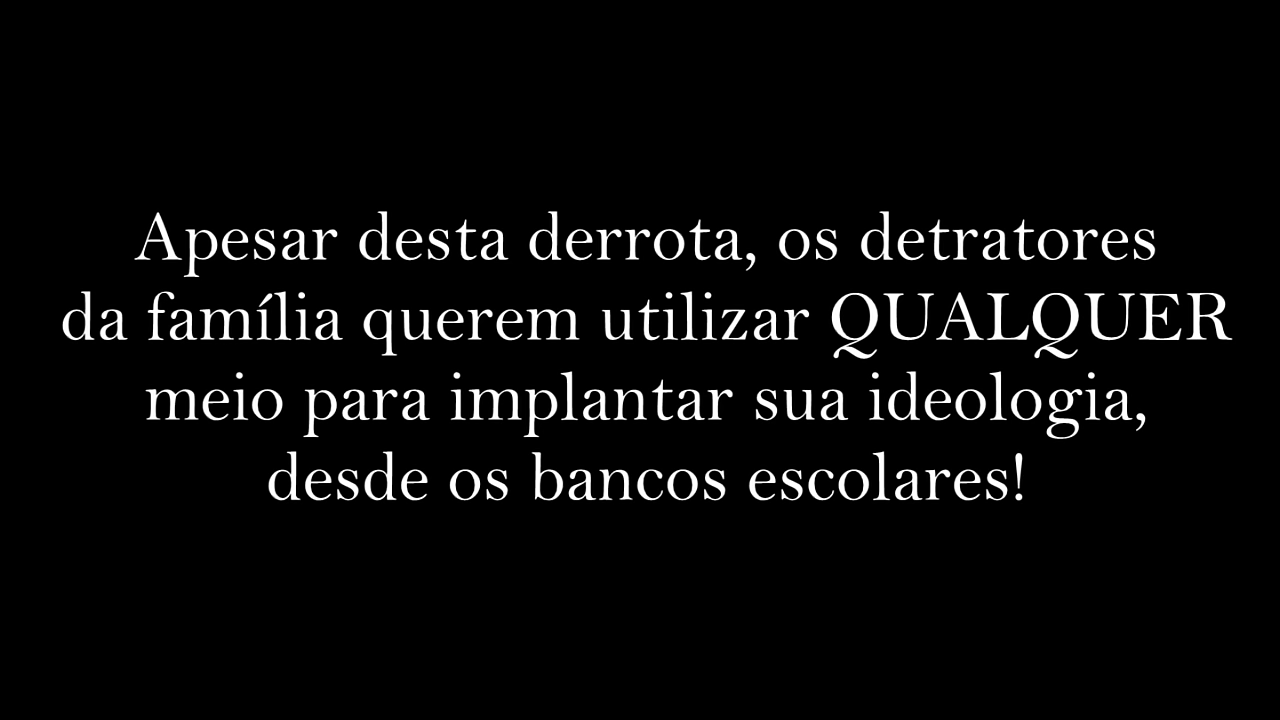 Apesar desta derrota, os detratores
da família querem utilizar QUALQUER
meio para implantar sua ideologia,
desde os bancos escolares!